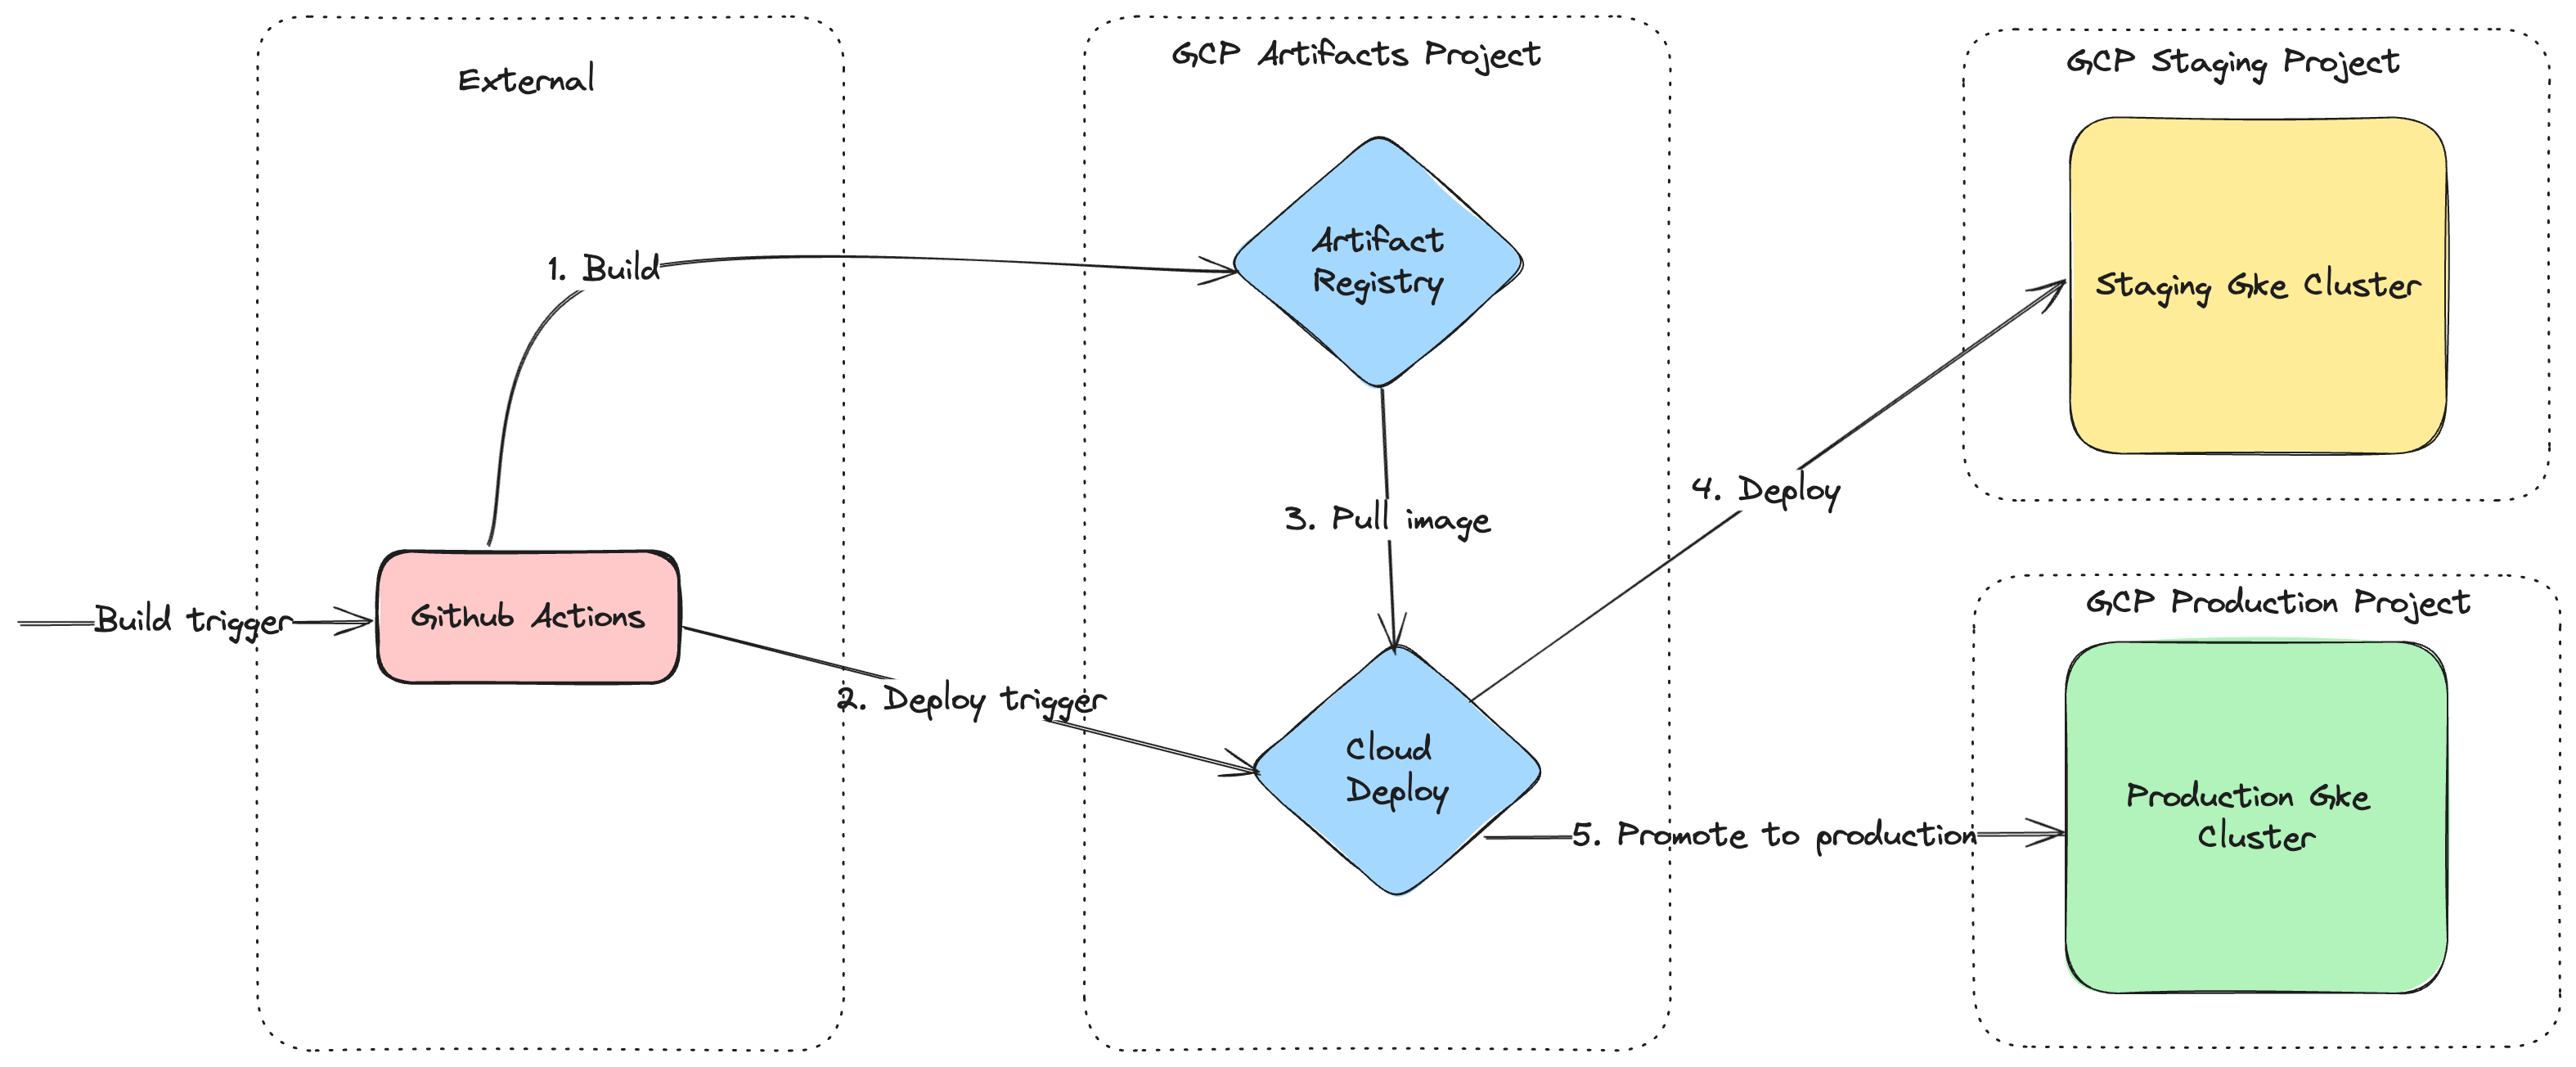 External
GCP Artifacts Project
GCP Staging Project
Artifact
Registry
1. Build
Staging Gke Cluster
4. Deploy
3. Pull image
GCP Production Project
Build trigger
Github Actions
2. Deploy trigger
Cloud
Deploy
5. Promote to production
Production Gke
Cluster